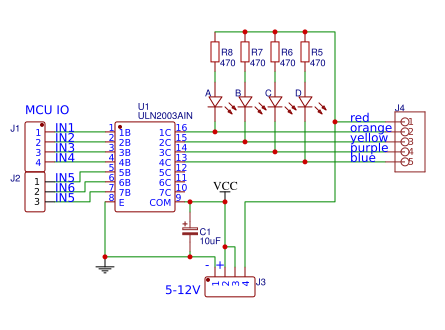 R8
470
R7
470
R6
470
R5
470
A
B
C
D
MCU IO
U1
ULN2003AIN
J4
J1
1
2
3
4
IN1
IN2
IN3
IN4
1
2
3
4
5
6
7
8
1B
2B
3B
4B
5B
6B
7B
E
1C
2C
3C
4C
5C
6C
7C
COM
16
15
14
13
12
11
10
9
red
orange
yellow
purple
blue
1
2
3
4
5
J2
1
2
3
IN5
IN6
IN5
VCC
+
C1
10uF
- +
5-12V
1
2
3
4
J3